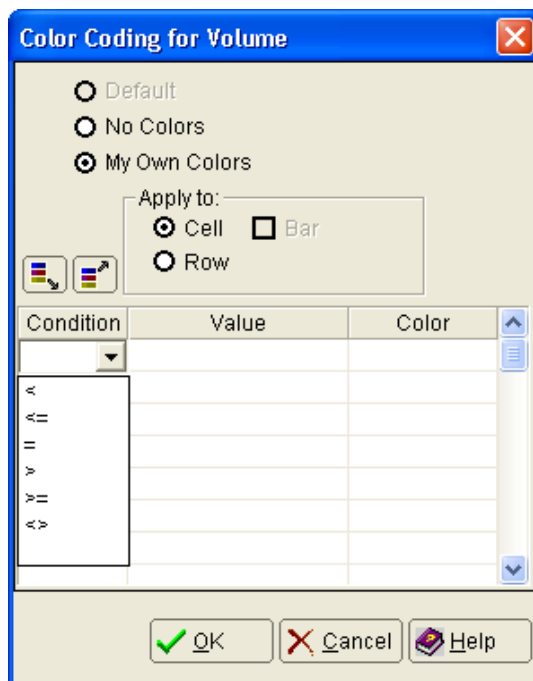 Color Coding for Volume
Default
No Colors
My Own Colors
Apply to:
Cell Bar
Row
Condition Value Color
<
<=
=
>
>=
<>
OK Cancel Help